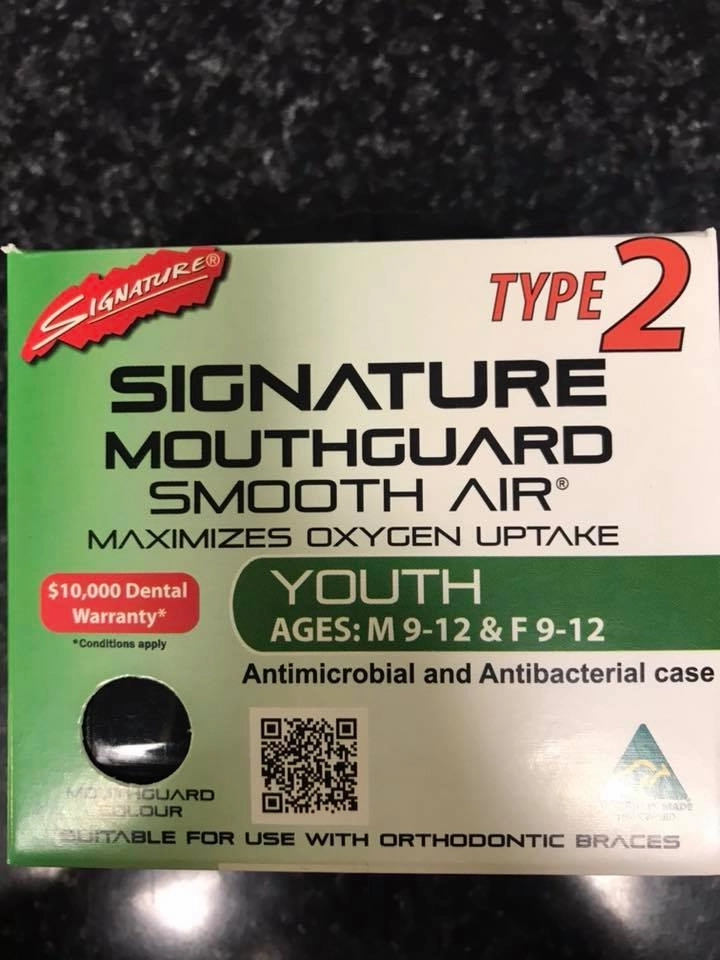 SIGNATURE®
TYPE 2
SIGNATURE
MOUTHGUARD
SMOOTH AIR®
MAXIMIZES OXYGEN UPTAKE
$10,000 Dental
Warranty*
*Conditions apply
YOUTH
AGES: M 9-12 & F 9-12
Antimicrobial and Antibacterial case
MOUTHGUARD
COLOUR
MADE
SUITABLE FOR USE WITH ORTHODONTIC BRACES